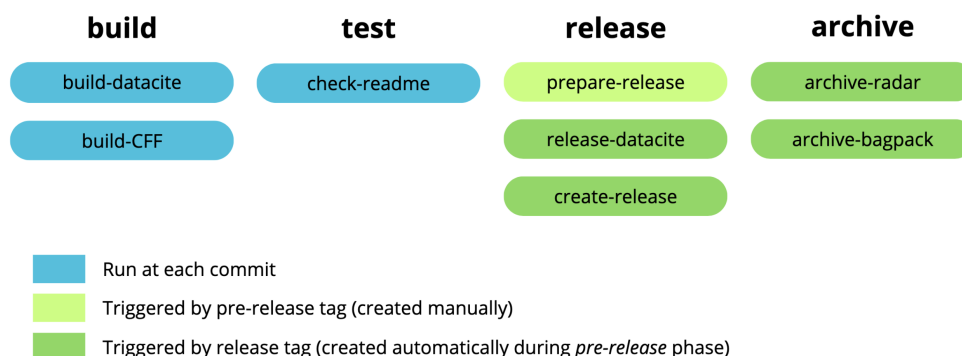 build test release archive
build-datacite check-readme prepare-release archive-radar
build-CFF release-datacite archive-bagpack
create-release
Run at each commit
Triggered by pre-release tag (created manually)
Triggered by release tag (created automatically during pre-release phase)